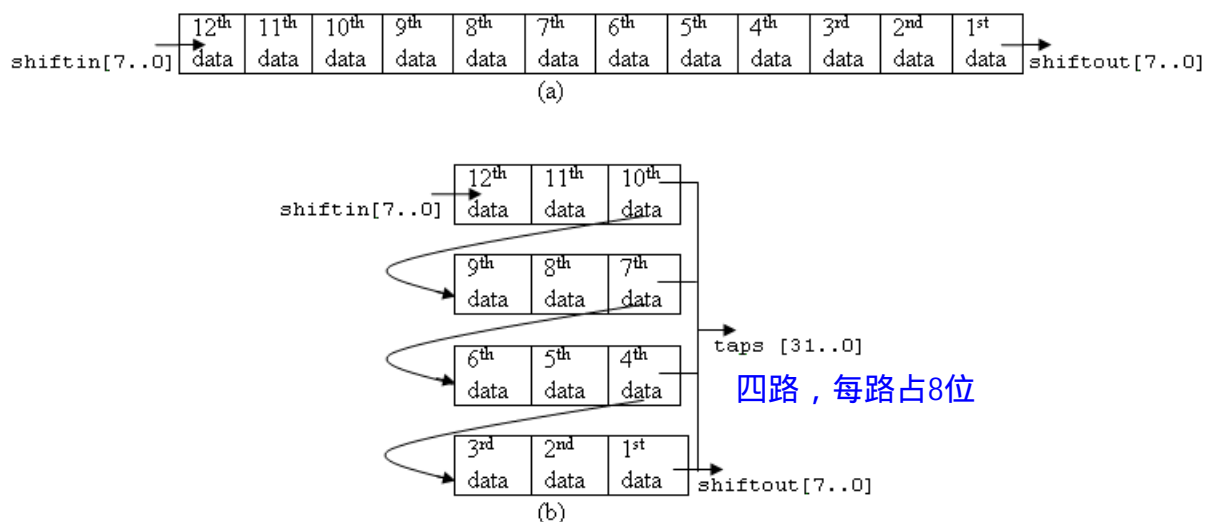 12th 11th 10th 9th 8th 7th 6th 5th 4th 3rd 2nd 1st
shiftin[7..0] data data data data data data data data data data data data shiftout[7..0]
(a)
12th 11th 10th
shiftin[7..0] data data data
9th 8th 7th
data data data
taps [31..0]
6th 5th 4th
data data data
四路，每路占8位
3rd 2nd 1st
data data data
shiftout[7..0]
(b)